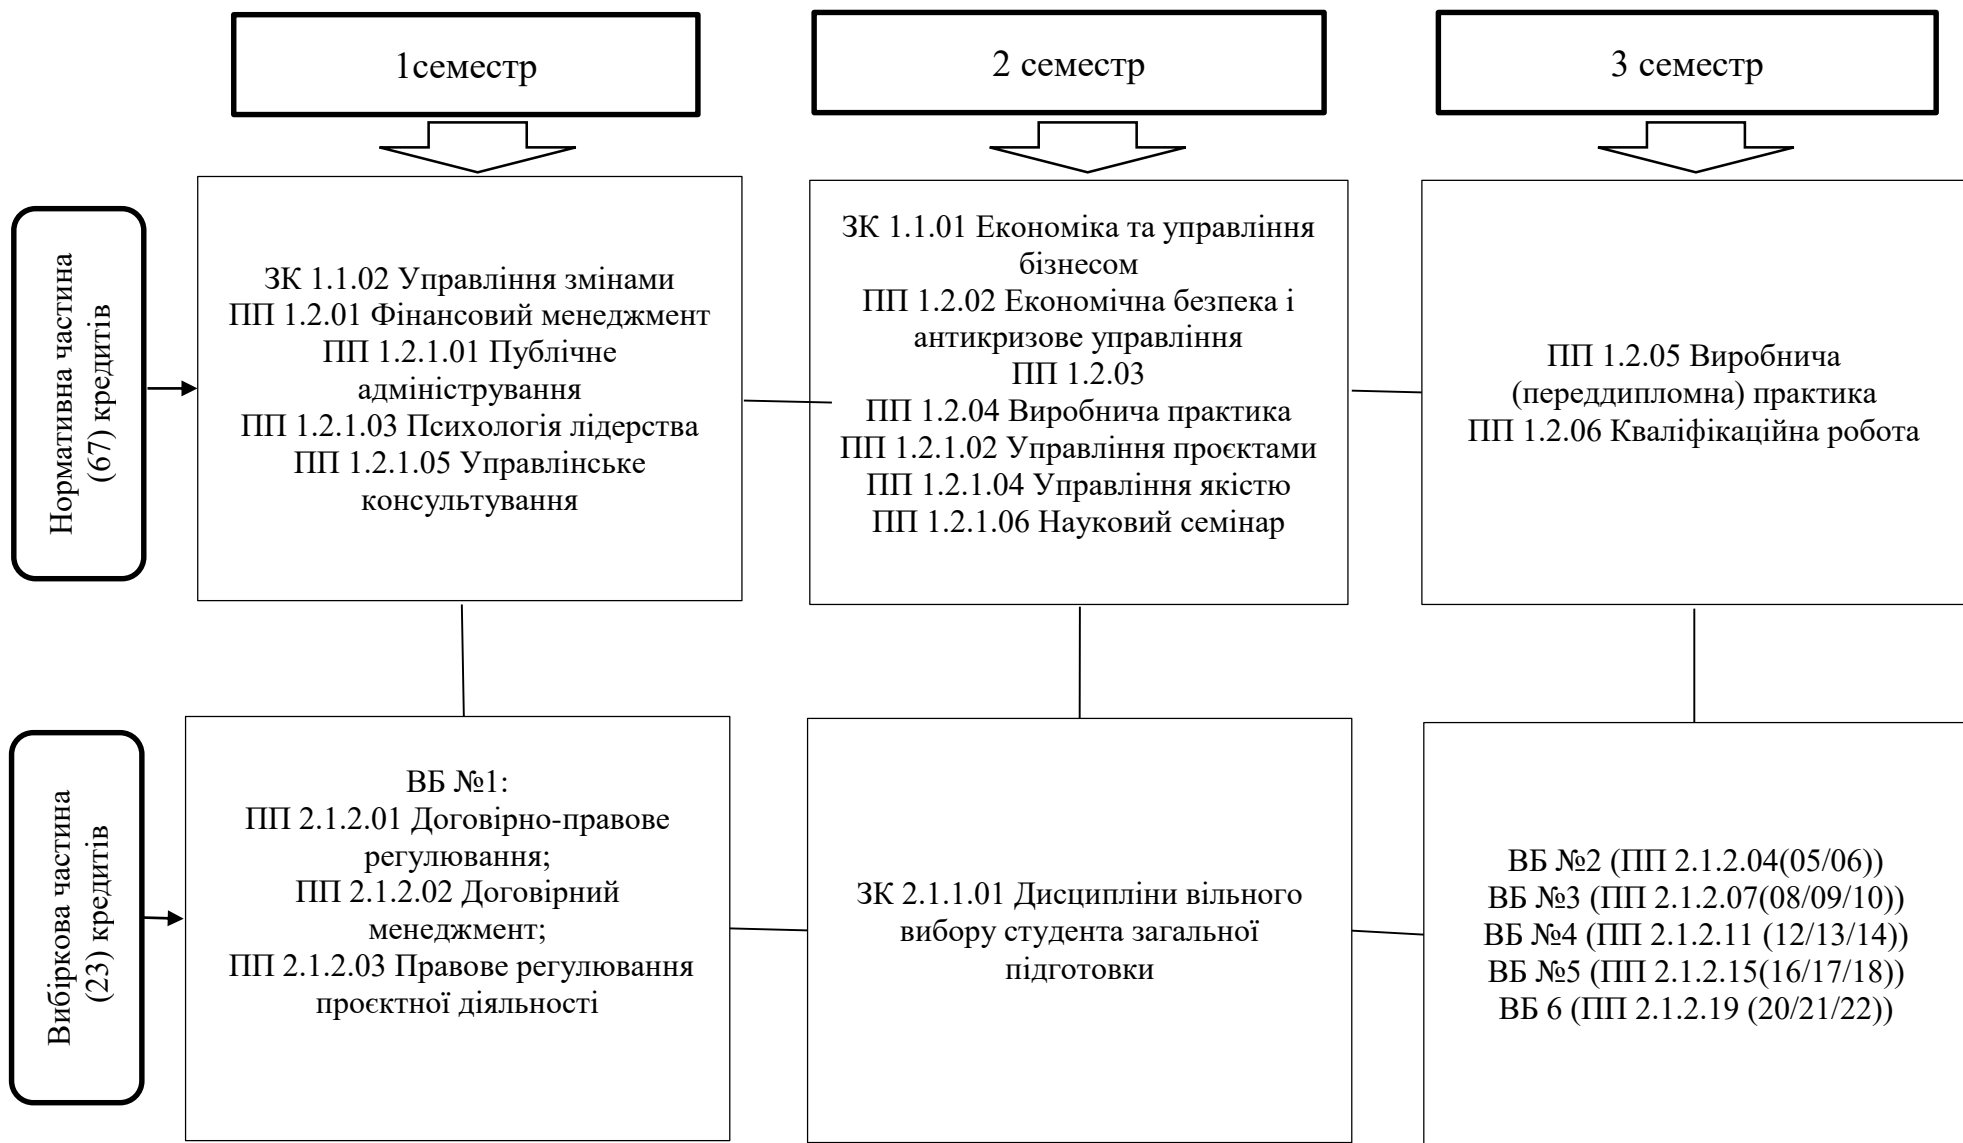 1семестр
2 семестр
3 семестр
Нормативна частина
(67) кредитів
ЗК 1.1.02 Управління змінами
ПП 1.2.01 Фінансовий менеджмент
ПП 1.2.1.01 Публічне
адміністрування
ПП 1.2.1.03 Психологія лідерства
ПП 1.2.1.05 Управлінське
консультування
ЗК 1.1.01 Економіка та управління
бізнесом
ПП 1.2.02 Економічна безпека і
антикризове управління
ПП 1.2.03
ПП 1.2.04 Виробнича практика
ПП 1.2.1.02 Управління проєктами
ПП 1.2.1.04 Управління якістю
ПП 1.2.1.06 Науковий семінар
ПП 1.2.05 Виробнича
(переддипломна) практика
ПП 1.2.06 Кваліфікаційна робота
Вибіркова частина
(23) кредитів
ВБ №1:
ПП 2.1.2.01 Договірно-правове
регулювання;
ПП 2.1.2.02 Договірний
менеджмент;
ПП 2.1.2.03 Правове регулювання
проєктної діяльності
ЗК 2.1.1.01 Дисципліни вільного
вибору студента загальної
підготовки
ВБ №2 (ПП 2.1.2.04(05/06))
ВБ №3 (ПП 2.1.2.07(08/09/10))
ВБ №4 (ПП 2.1.2.11 (12/13/14))
ВБ №5 (ПП 2.1.2.15(16/17/18))
ВБ 6 (ПП 2.1.2.19 (20/21/22))